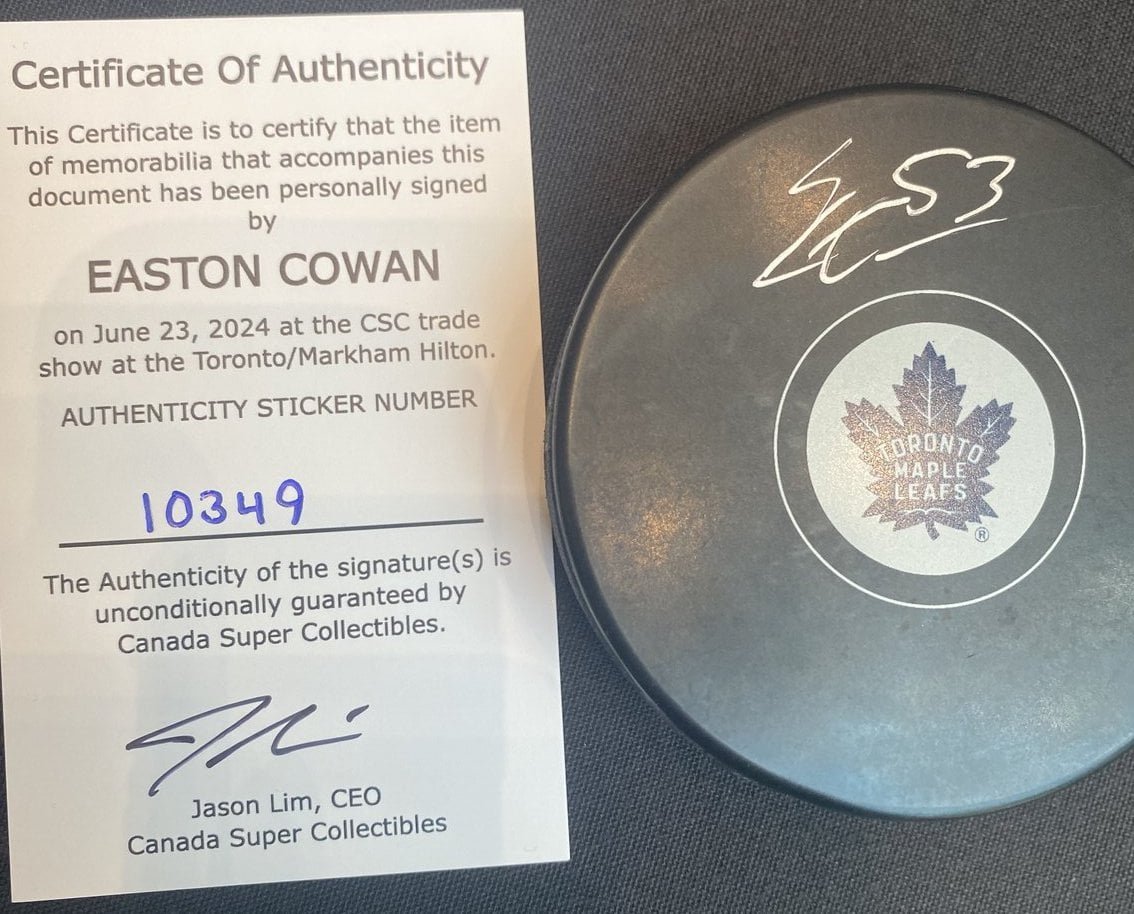 Certificate Of Authenticity
This Certificate is to certify that the item
of memorabilia that accompanies this
document has been personally signed
by
EASTON COWAN
on June 23, 2024 at the CSC trade
show at the Toronto/Markham Hilton.
AUTHENTICITY STICKER NUMBER
10349
The Authenticity of the signature(s) is
unconditionally guaranteed by
Canada Super Collectibles.
Jason Lim, CEO
Canada Super Collectibles
53
TORONTO
MAPLE
LEAFS
®